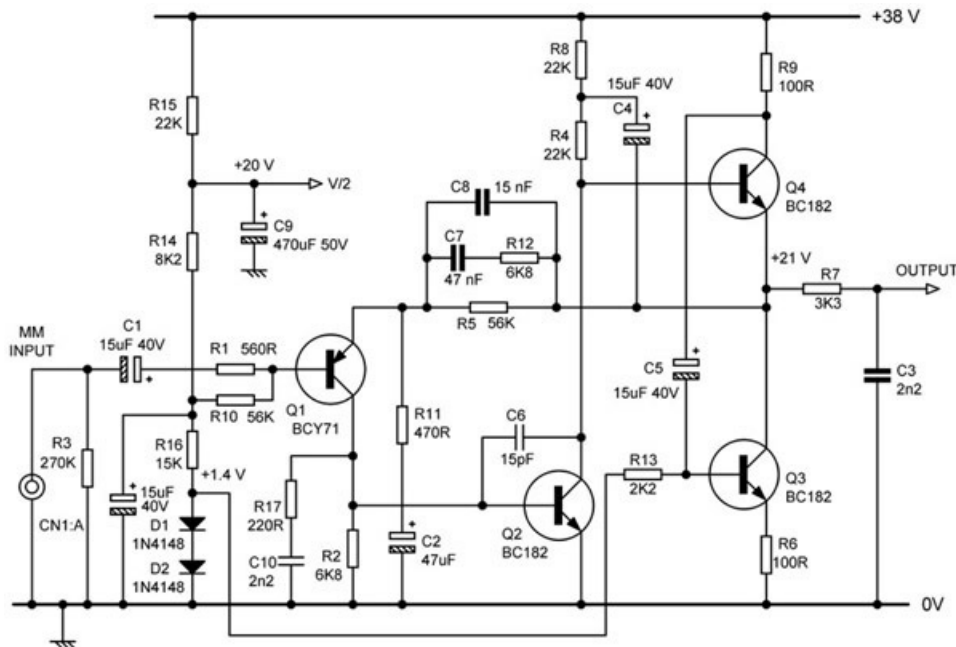 +38 V
R8
22K
15uF 40V
C4
R9
100R
R15
22K
R4
22K
+20 V
V/2
C8 15 nF
Q4
BC182
C9
470uF 50V
C7
47 nF
R12
6K8
R14
8K2
+21 V
R7
3K3
OUTPUT
R5 56K
MM
INPUT
C1
15uF 40V
R1 560R
R10 56K
Q1
BCY71
R11
470R
C6
15pF
C5
15uF 40V
C3
2n2
R3
270K
R16
15K
+1.4 V
R13
2K2
Q3
BC182
15uF
40V
CN1:A
R17
220R
D1
1N4148
D2
1N4148
C10
2n2
R2
6K8
C2
47uF
Q2
BC182
R6
100R
0V
+
+
+
+
+
+